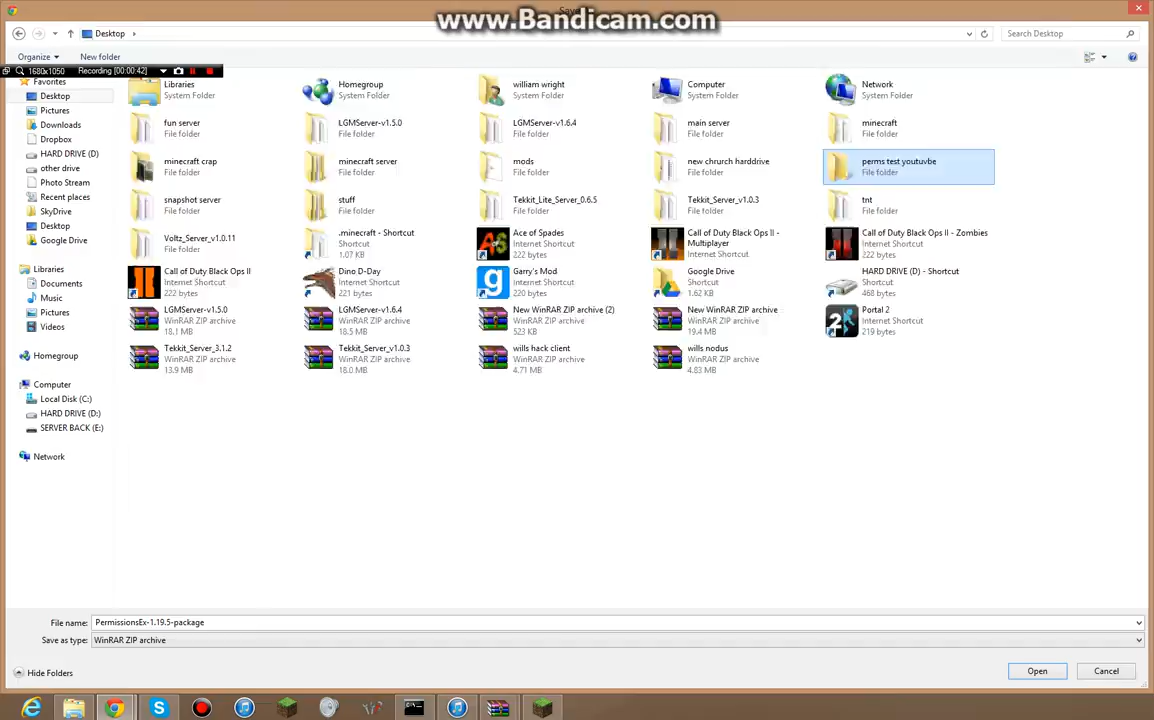 www.Bandicam.com
Desktop
Search Desktop
Organize
New folder
1680x1050 Recording [00:00:42]
Favorites
Desktop
Pictures
Downloads
Dropbox
HARD DRIVE (D)
other drive
Photo Stream
Recent places
SkyDrive
Desktop
Google Drive
Libraries
Documents
Music
Pictures
Videos
Homegroup
Computer
Local Disk (C:)
HARD DRIVE (D:)
SERVER BACK (E:)
Network
Libraries
System Folder
Homegroup
System Folder
william wright
System Folder
Computer
System Folder
Network
System Folder
fun server
File folder
LGMServer-v1.5.0
File folder
LGMServer-v1.6.4
File folder
main server
File folder
minecraft
File folder
minecraft crap
File folder
minecraft server
File folder
mods
File folder
new chrurch harddrive
File folder
perms test youtuvbe
File folder
snapshot server
File folder
stuff
File folder
Tekkit_Lite_Server_0.6.5
File folder
Tekkit_Server_v1.0.3
File folder
tnt
File folder
Voltz_Server_v1.0.11
File folder
.minecraft - Shortcut
Shortcut
1.07 KB
Ace of Spades
Internet Shortcut
222 bytes
Call of Duty Black Ops II -
Multiplayer
Internet Shortcut
Call of Duty Black Ops II - Zombies
Internet Shortcut
222 bytes
Call of Duty Black Ops II
Internet Shortcut
222 bytes
Dino D-Day
Internet Shortcut
221 bytes
Garry's Mod
Internet Shortcut
220 bytes
Google Drive
Shortcut
1.62 KB
HARD DRIVE (D) - Shortcut
Shortcut
468 bytes
LGMServer-v1.5.0
WinRAR ZIP archive
18.1 MB
LGMServer-v1.6.4
WinRAR ZIP archive
18.5 MB
New WinRAR ZIP archive (2)
WinRAR ZIP archive
523 KB
New WinRAR ZIP archive
WinRAR ZIP archive
19.4 MB
Portal 2
Internet Shortcut
219 bytes
Tekkit_Server_3.1.2
WinRAR ZIP archive
13.9 MB
Tekkit_Server_v1.0.3
WinRAR ZIP archive
18.0 MB
wills hack client
WinRAR ZIP archive
4.71 MB
wills nodus
WinRAR ZIP archive
4.83 MB
File name: PermissionsEx-1.19.5-package
Save as type: WinRAR ZIP archive
Hide Folders
Open
Cancel